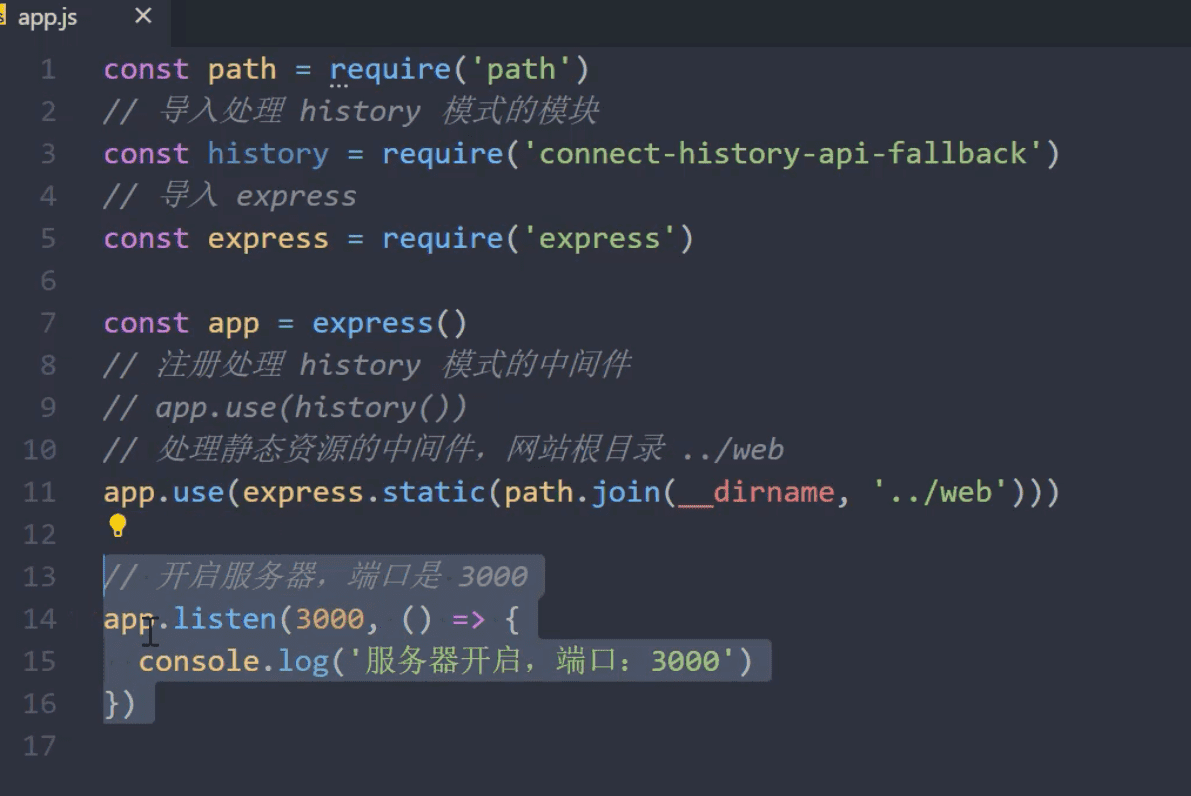 app.js ×
1 const path = require('path')
2 // 导入处理 history 模式的模块
3 const history = require('connect-history-api-fallback')
4 // 导入 express
5 const express = require('express')
6
7 const app = express()
8 // 注册处理 history 模式的中间件
9 // app.use(history())
10 // 处理静态资源的中间件，网站根目录 ../web
11 app.use(express.static(path.join(__dirname, '../web')))
12
13 // 开启服务器，端口是 3000
14 app.listen(3000, () => {
15   console.log('服务器开启，端口：3000')
16 })
17